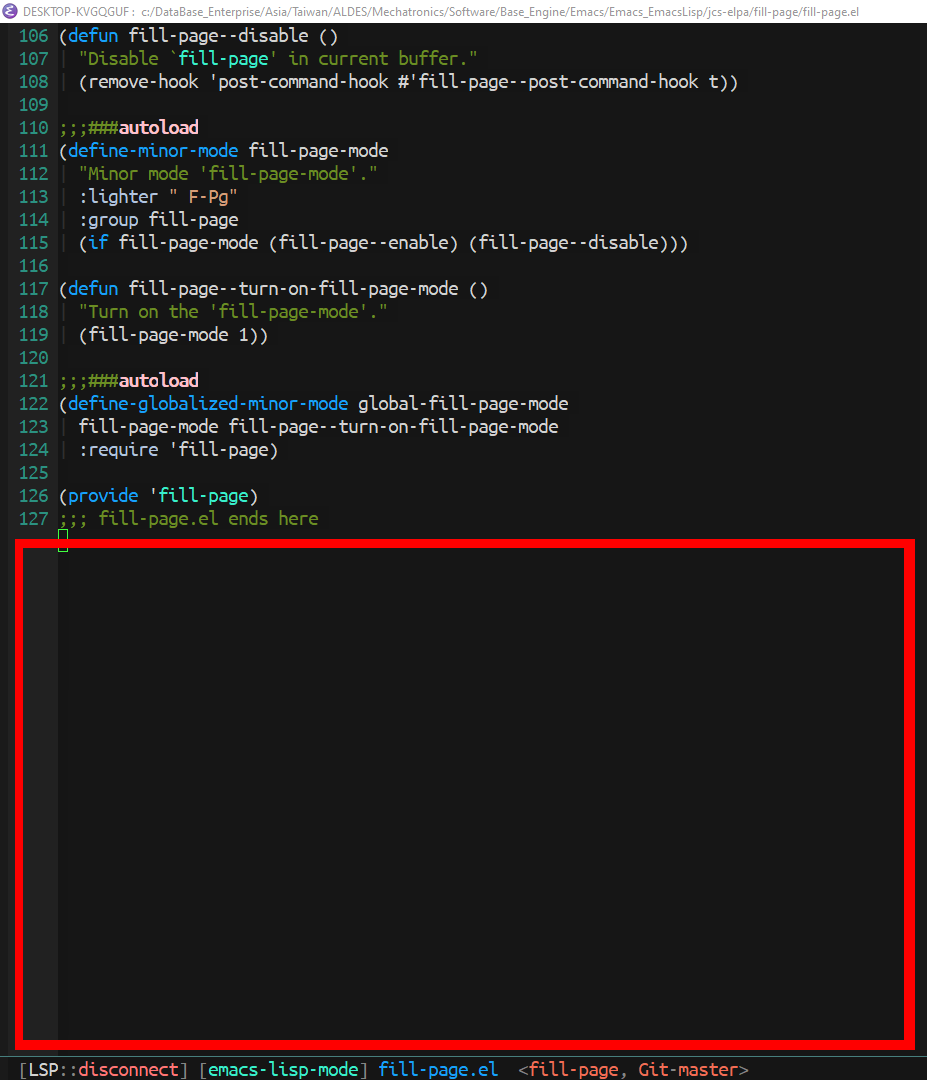 DESKTOP-KVGQGUF : c:/DataBase_Enterprise/Asia/Taiwan/ALDES/Mechatronics/Software/Base_Engine/Emacs/Emacs_EmacsLisp/jcs-elpa/fill-page/fill-page.el
106 (defun fill-page--disable ()
107 "Disable `fill-page' in current buffer."
108 (remove-hook 'post-command-hook #'fill-page--post-command-hook t))
109
110 ;;;###autoload
111 (define-minor-mode fill-page-mode
112 "Minor mode 'fill-page-mode'."
113 :lighter " F-Pg"
114 :group fill-page
115 (if fill-page-mode (fill-page--enable) (fill-page--disable)))
116
117 (defun fill-page--turn-on-fill-page-mode ()
118 "Turn on the 'fill-page-mode'."
119 (fill-page-mode 1))
120
121 ;;;###autoload
122 (define-globalized-minor-mode global-fill-page-mode
123 fill-page-mode fill-page--turn-on-fill-page-mode
124 :require 'fill-page)
125
126 (provide 'fill-page)
127 ;;; fill-page.el ends here
[LSP::disconnect] [emacs-lisp-mode] fill-page.el <fill-page, Git-master>